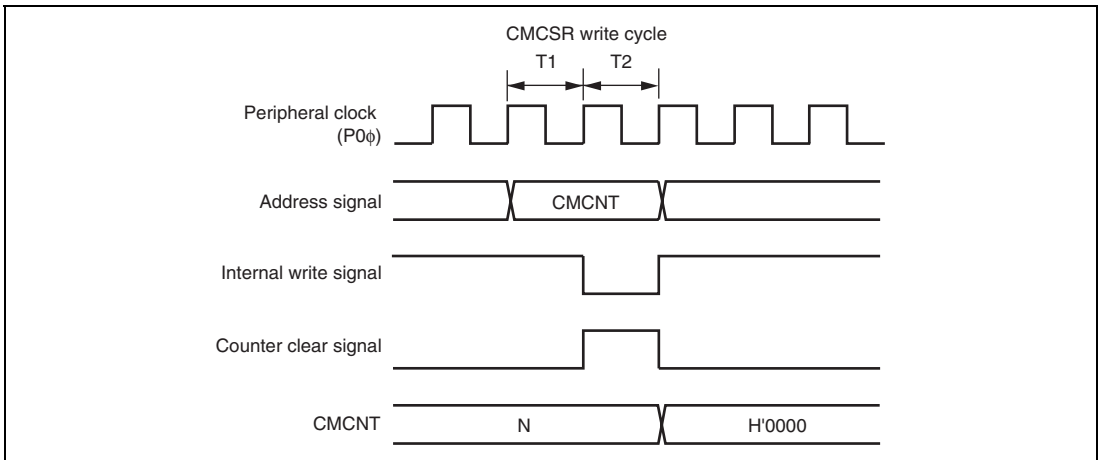 CMCSR write cycle
T1 T2
Peripheral clock
(P0ϕ)
Address signal
CMCNT
Internal write signal
Counter clear signal
CMCNT
N
H'0000